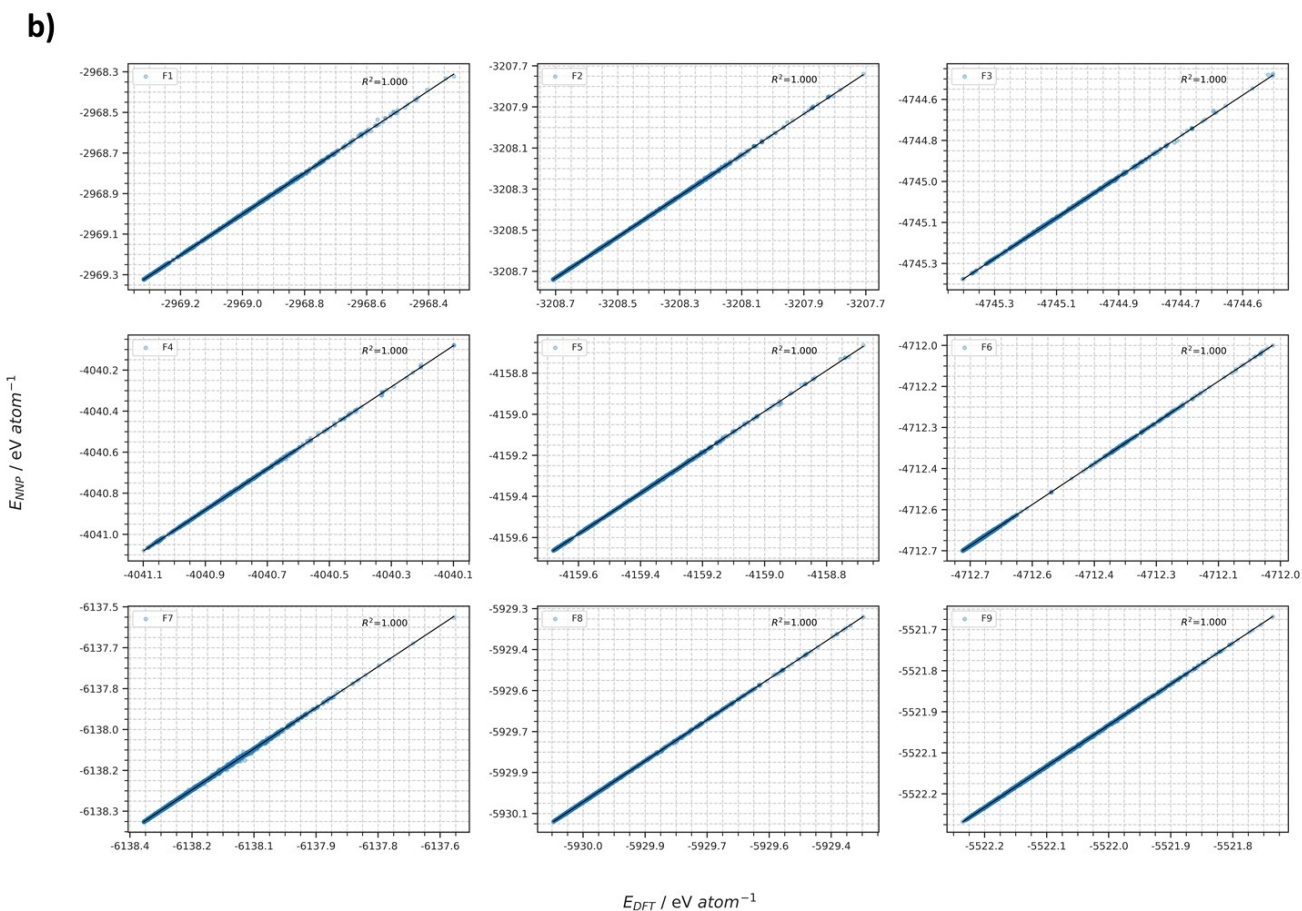 b)
F1
R²=1.000
-2968.3
-2968.5
-2968.7
-2968.9
-2969.1
-2969.3
-2969.2 -2969.0 -2968.8 -2968.6 -2968.4
F2
R²=1.000
-3207.7
-3207.9
-3208.1
-3208.3
-3208.5
-3208.7
-3208.7 -3208.5 -3208.3 -3208.1 -3207.9 -3207.7
F3
R²=1.000
-4744.6
-4744.8
-4745.0
-4745.1
-4745.3
-4745.3 -4745.1 -4744.9 -4744.7 -4744.6
F4
R²=1.000
-4040.2
-4040.4
-4040.6
-4040.8
-4041.0
-4041.1 -4040.9 -4040.7 -4040.5 -4040.3 -4040.1
F5
R²=1.000
-4158.8
-4159.0
-4159.2
-4159.4
-4159.6
-4159.6 -4159.4 -4159.2 -4159.0 -4158.8
F6
R²=1.000
-4712.0
-4712.2
-4712.3
-4712.4
-4712.6
-4712.7
-4712.7 -4712.6 -4712.4 -4712.3 -4712.1 -4712.0
F7
R²=1.000
-6137.5
-6137.7
-6137.8
-6138.0
-6138.2
-6138.3
-6138.4 -6138.2 -6138.1 -6137.9 -6137.8 -6137.6
F8
R²=1.000
-5929.3
-5929.4
-5929.6
-5929.7
-5929.9
-5930.1
-5930.0 -5929.9 -5929.7 -5929.6 -5929.4
F9
R²=1.000
-5521.7
-5521.8
-5521.9
-5522.1
-5522.2
-5522.2 -5522.1 -5522.0 -5521.9 -5521.8
E_NNP / eV atom⁻¹
E_DFT / eV atom⁻¹